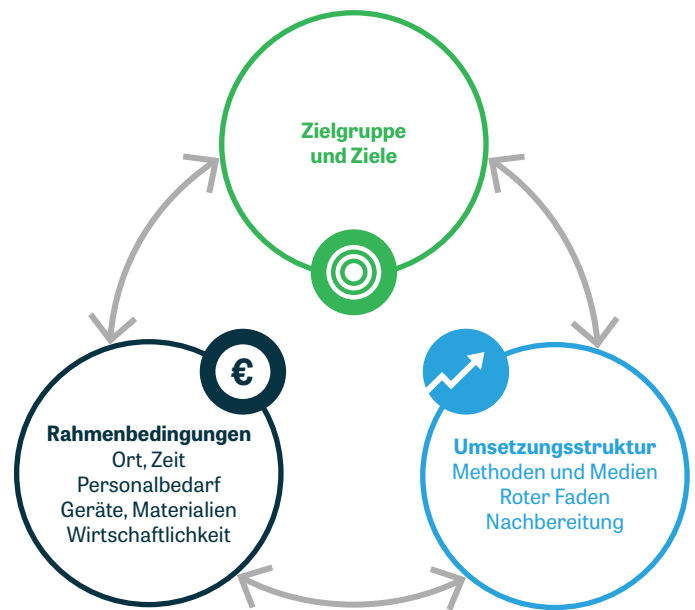 Zielgruppe
und Ziele
€
Rahmenbedingungen
Ort, Zeit
Personalbedarf
Geräte, Materialien
Wirtschaftlichkeit
Umsetzungsstruktur
Methoden und Medien
Roter Faden
Nachbereitung